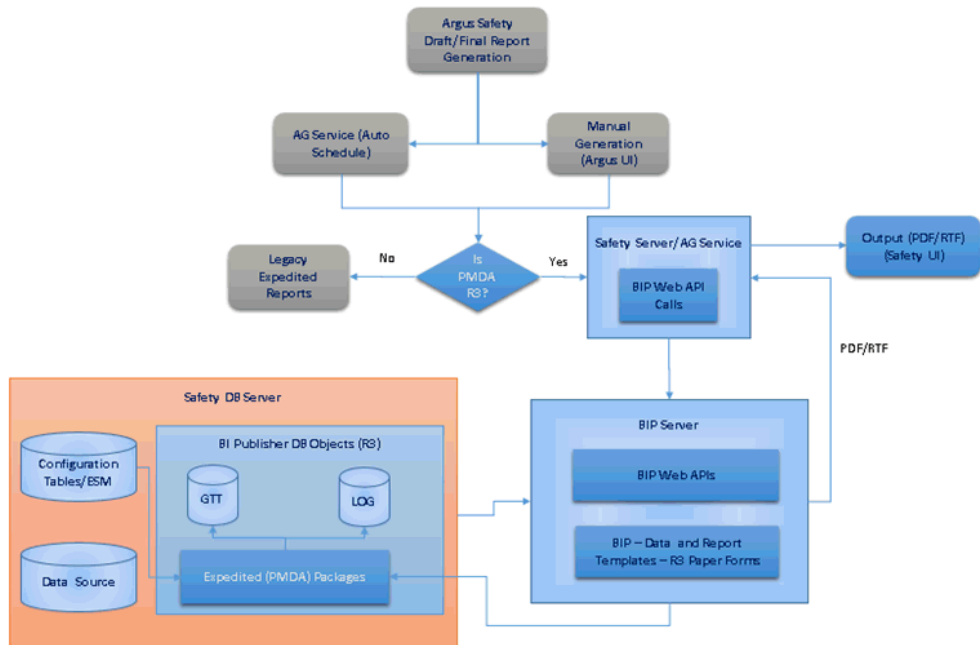 Argus Safety
Draft/Final Report
Generation
AG Service (Auto
Schedule)
Manual
Generation
(Argus UI)
Safety Server/AG Service
Output (PDF/RTF)
(Safety UI)
Legacy
Expedited
Reports
No
Is
PMDA
R3?
Yes
BIP Web API
Calls
PDF/RTF
Safety DB Server
BI Publisher DB Objects (R3)
Configuration
Tables/ESM
GTT
LOG
Data Source
Expedited (PMDA) Packages
BIP Server
BIP Web APIs
BIP – Data and Report
Templates – R3 Paper Forms